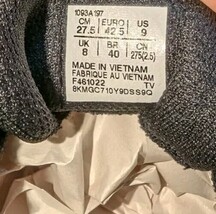 1093A197
CM EURO US
27.5 42.5 9
UK BR CN
8 40 275(2.5)
MADE IN VIETNAM
FABRIQUE AU VIETNAM
F461022 TV
8KMGC710Y9DSS9Q